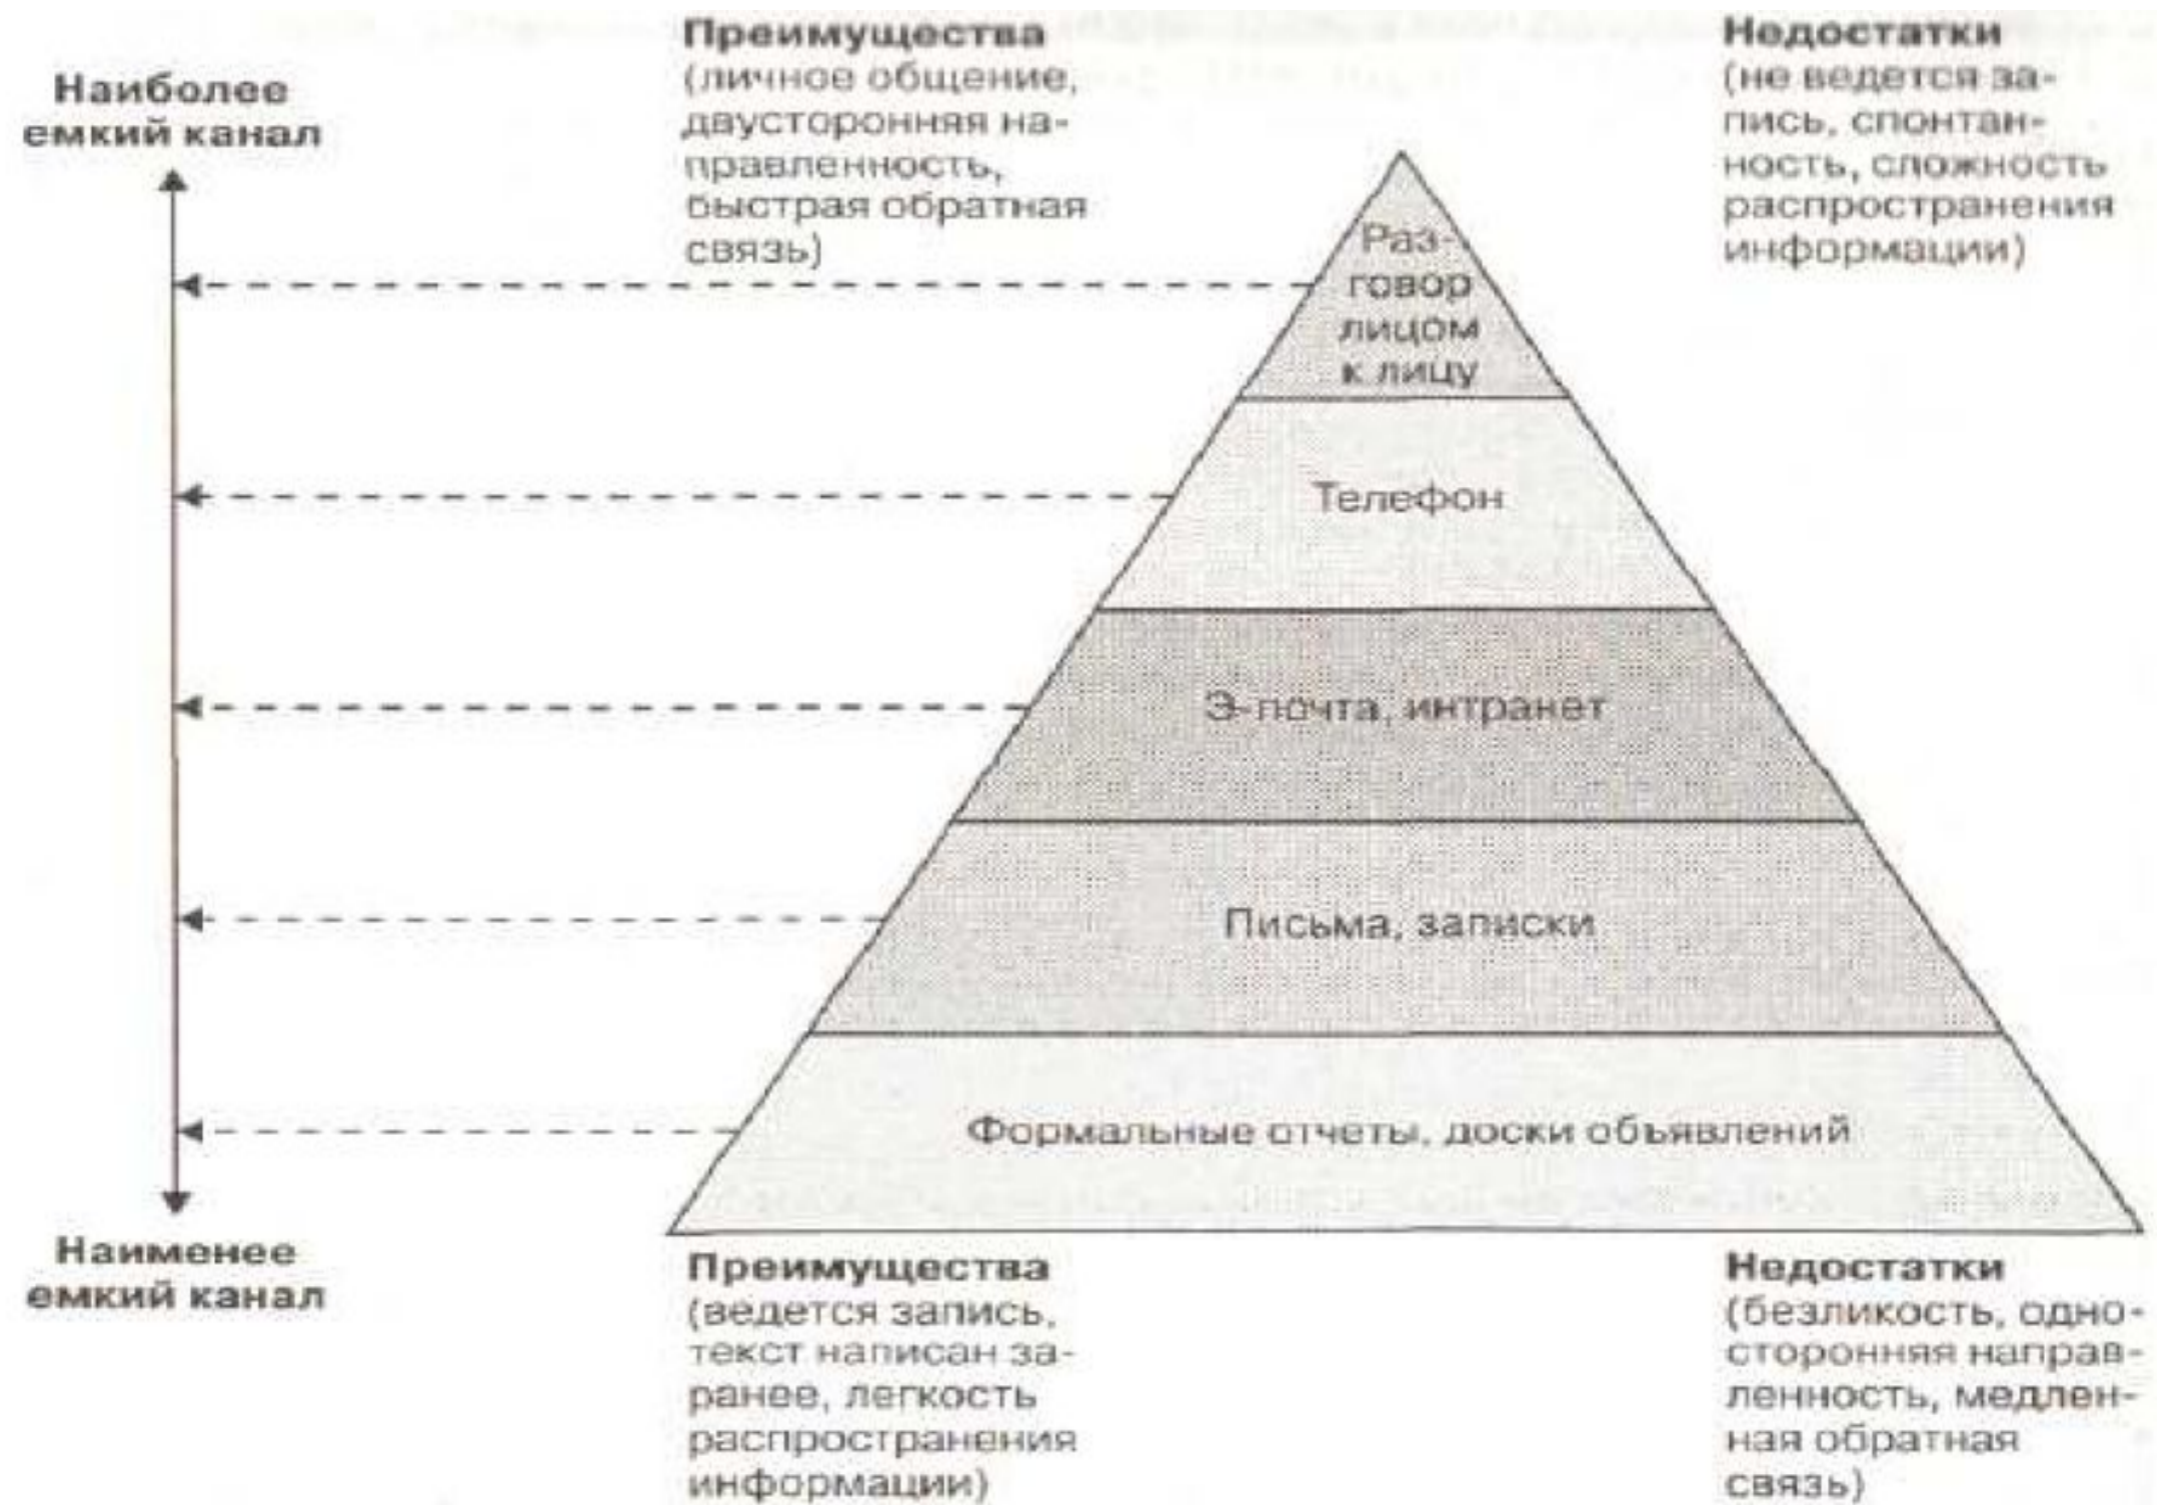 Наиболее
емкий канал
Преимущества
(личное общение,
двусторонняя на-
правленность,
быстрая обратная
связь)
Недостатки
(не ведется за-
пись, спонтан-
ность, сложность
распространения
информации)
Раз-
говор
лицом
к лицу
Телефон
Э-почта, интранет
Письма, записки
Формальные отчеты, доски объявлений
Наименее
емкий канал
Преимущества
(ведется запись,
текст написан за-
ранее, легкость
распространения
информации)
Недостатки
(безликость, одно-
сторонняя направ-
ленность, медлен-
ная обратная
связь)